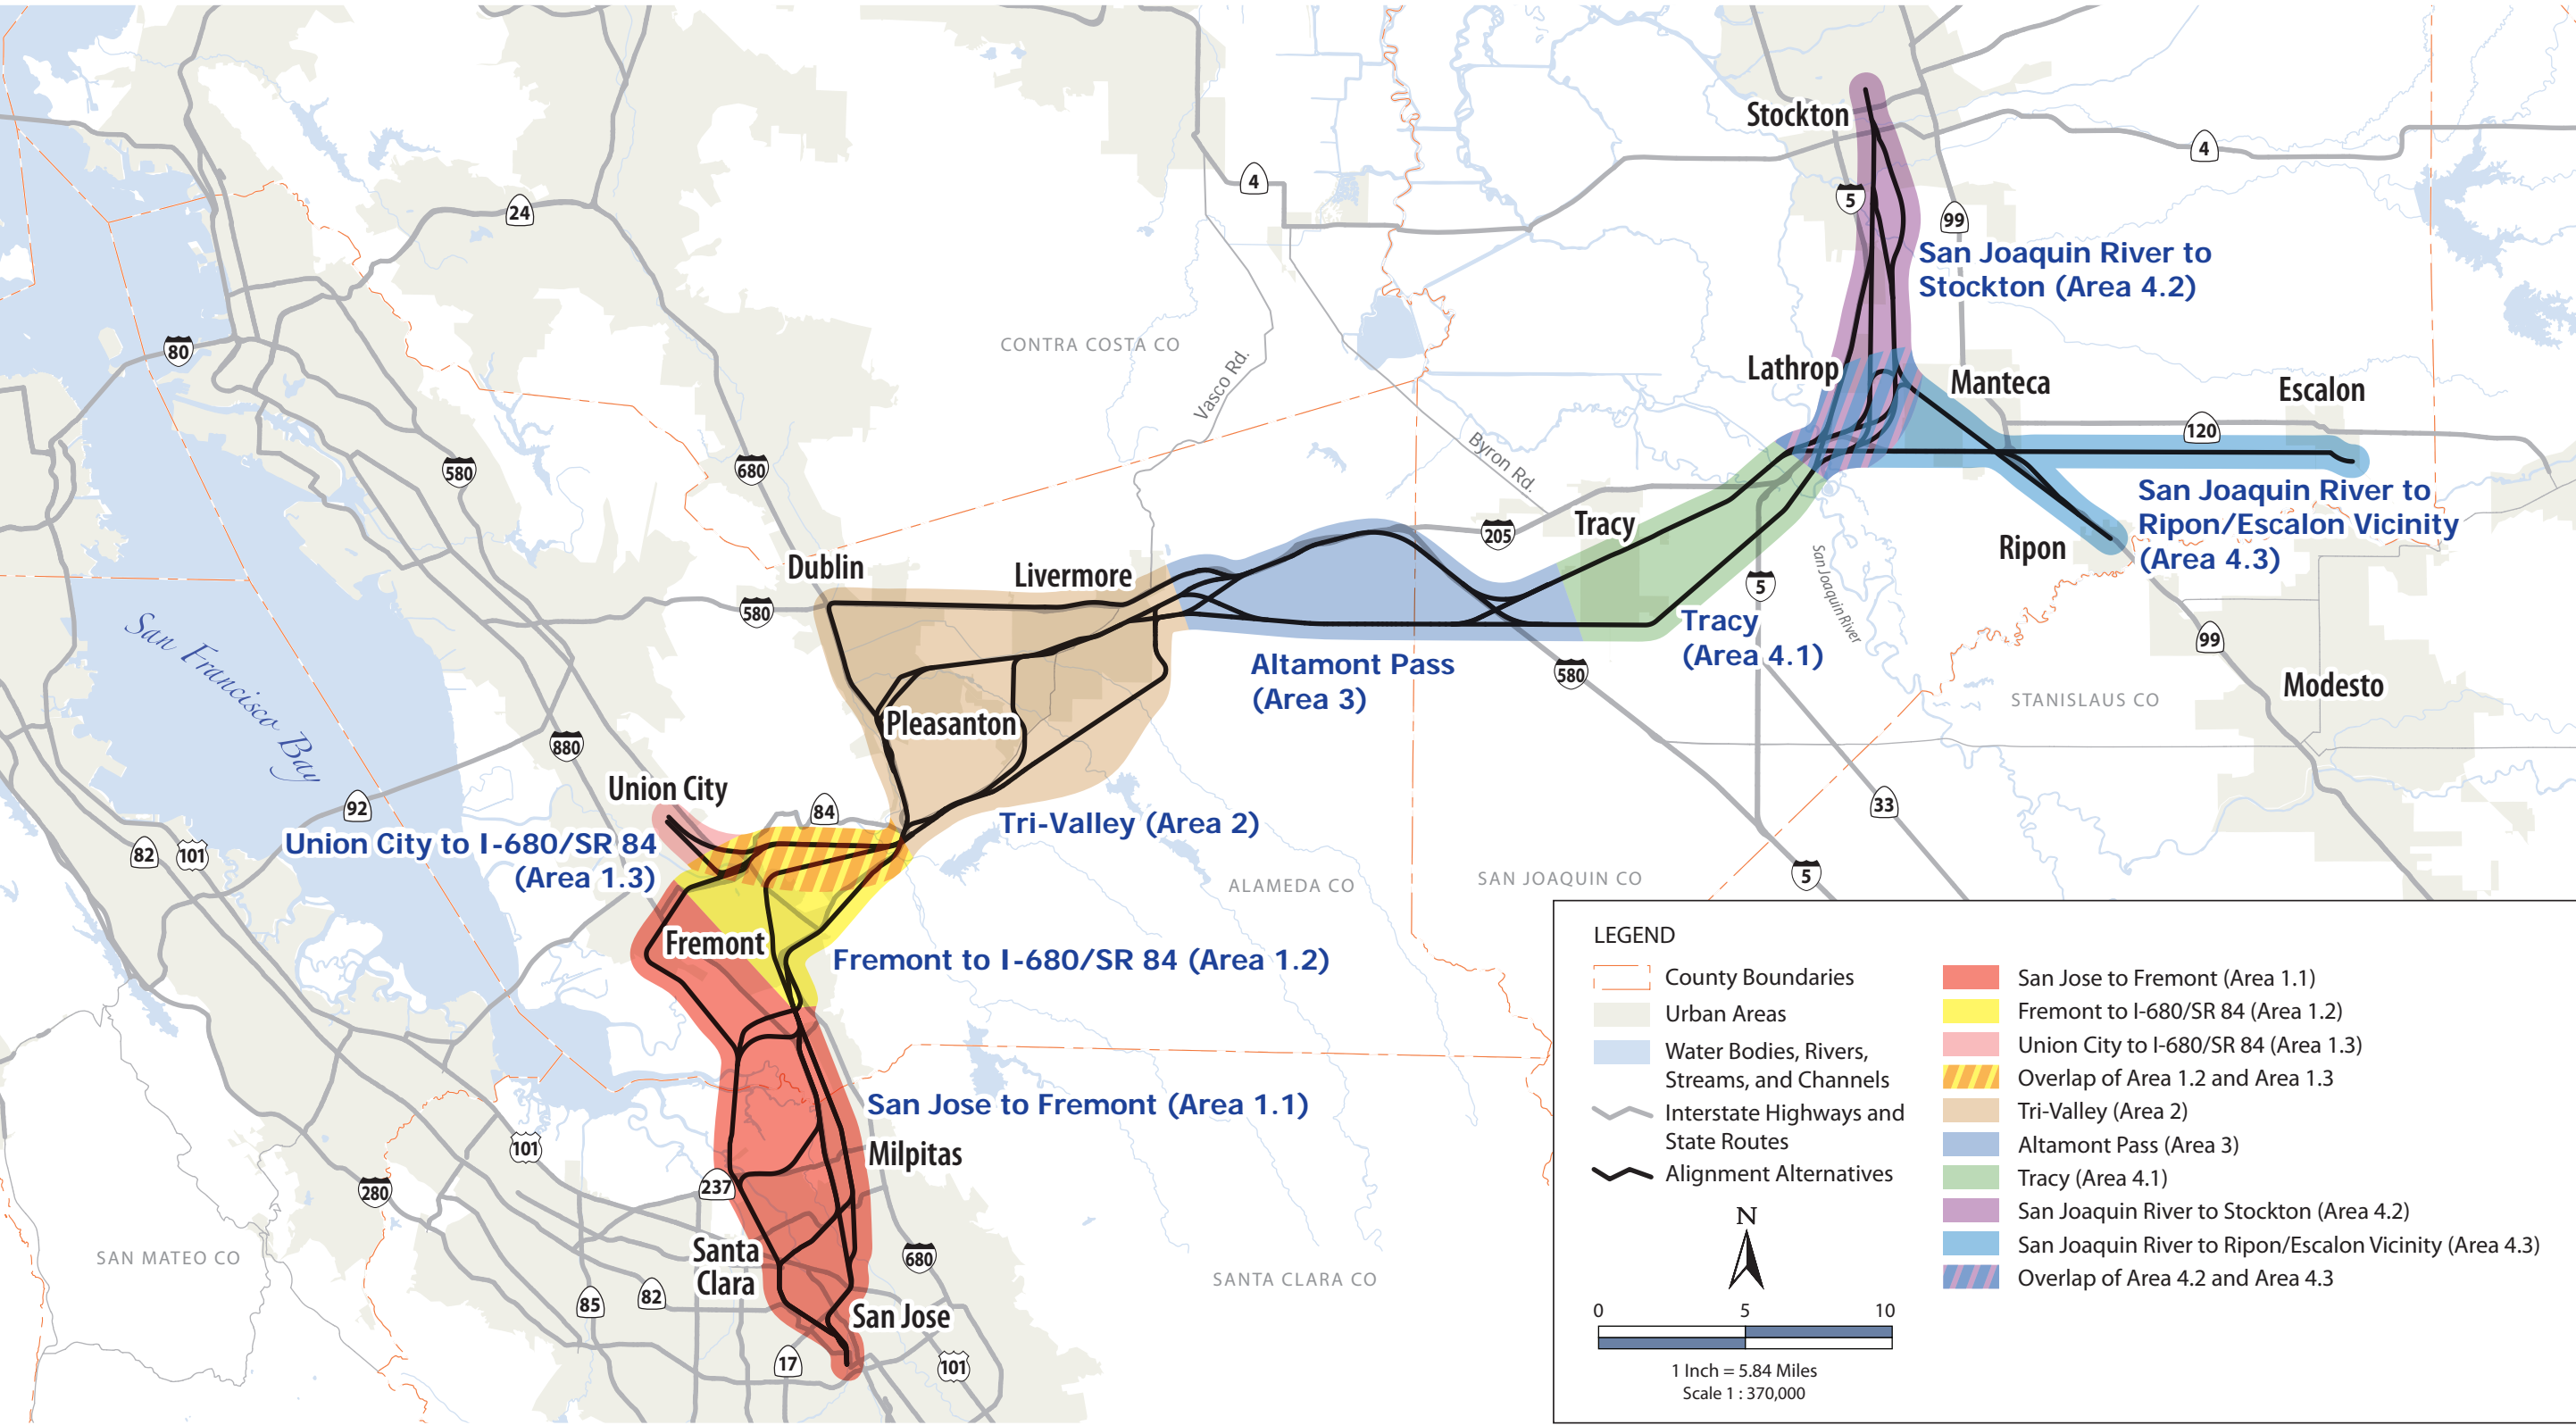 Stockton
4
4
24
5
99
San Joaquin River to
Stockton (Area 4.2)
CONTRA COSTA CO
80
Vasco Rd.
Lathrop
Manteca
Escalon
120
Byron Rd.
580
680
San Joaquin River to
Ripon/Escalon Vicinity
(Area 4.3)
205
Tracy
Ripon
Dublin
Livermore
580
5
San Joaquin River
Tracy
(Area 4.1)
99
San Francisco Bay
Altamont Pass
(Area 3)
580
Modesto
STANISLAUS CO
Pleasanton
880
Union City
92
84
33
Tri-Valley (Area 2)
Union City to I-680/SR 84
(Area 1.3)
82
101
ALAMEDA CO
SAN JOAQUIN CO
5
Fremont
Fremont to I-680/SR 84 (Area 1.2)
San Jose to Fremont (Area 1.1)
Milpitas
101
237
280
Santa
Clara
680
SAN MATEO CO
SANTA CLARA CO
85
82
San Jose
17
101
LEGEND
County Boundaries
Urban Areas
Water Bodies, Rivers,
Streams, and Channels
Interstate Highways and
State Routes
Alignment Alternatives
San Jose to Fremont (Area 1.1)
Fremont to I-680/SR 84 (Area 1.2)
Union City to I-680/SR 84 (Area 1.3)
Overlap of Area 1.2 and Area 1.3
Tri-Valley (Area 2)
Altamont Pass (Area 3)
Tracy (Area 4.1)
San Joaquin River to Stockton (Area 4.2)
San Joaquin River to Ripon/Escalon Vicinity (Area 4.3)
Overlap of Area 4.2 and Area 4.3
N
0 5 10
1 Inch = 5.84 Miles
Scale 1 : 370,000